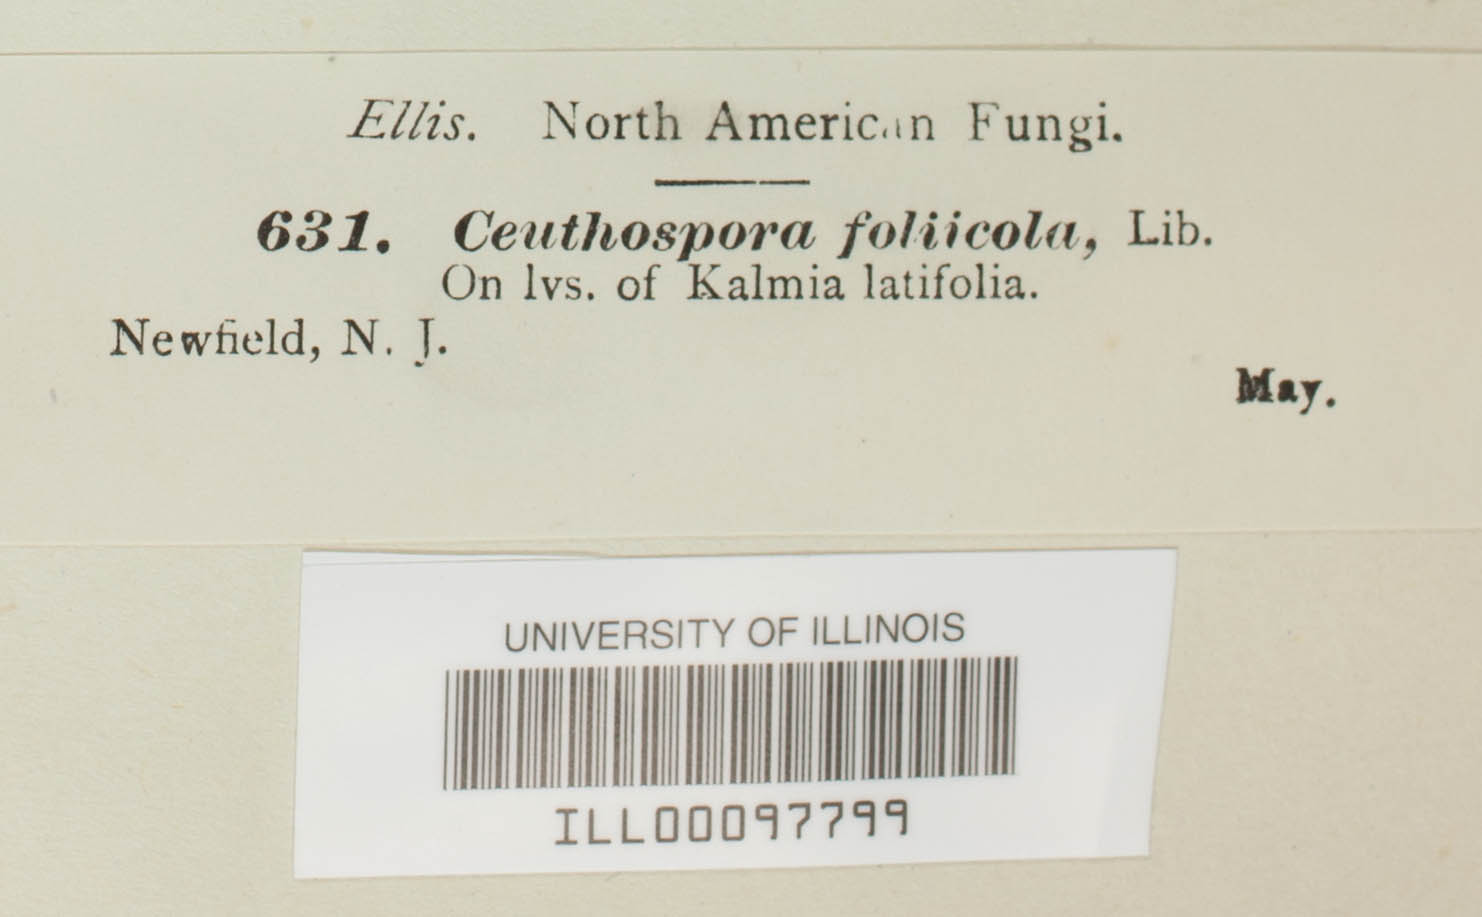 Ellis. North American Fungi.
631. Ceuthospora foliicola, Lib.
On lvs. of Kalmia latifolia.
Newfield, N. J.
May.
UNIVERSITY OF ILLINOIS
ILL00097799